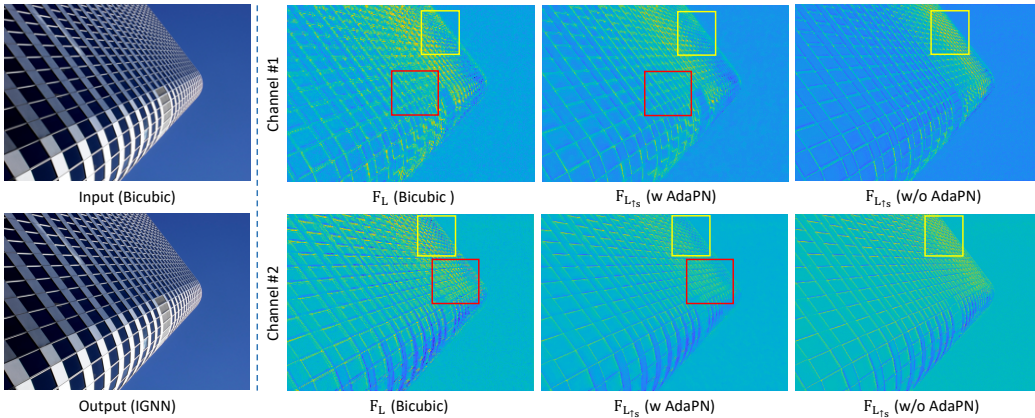 Channel #1
Input (Bicubic)
F_L (Bicubic )
F_L↑s (w AdaPN)
F_L↑s (w/o AdaPN)
Channel #2
Output (IGNN)
F_L (Bicubic)
F_L↑s (w AdaPN)
F_L↑s (w/o AdaPN)